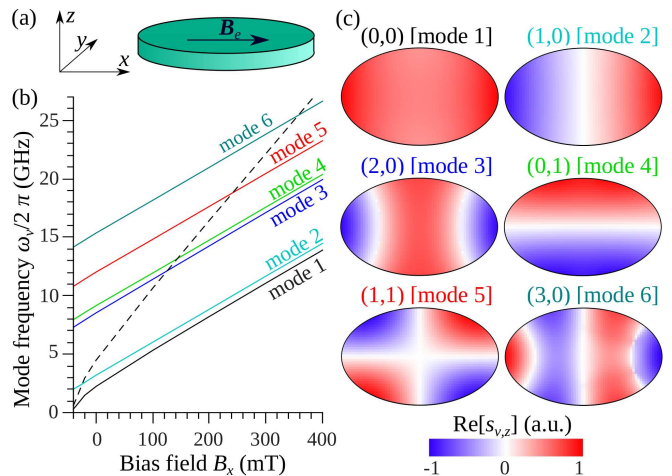 (a)
z
y
x
B_e
(b)
Mode frequency ω_ν/2 π (GHz)
25
20
15
10
5
0
0
100
200
300
400
Bias field B_x (mT)
mode 6
mode 5
mode 4
mode 3
mode 2
mode 1
(c)
(0,0) [mode 1]
(1,0) [mode 2]
(2,0) [mode 3]
(0,1) [mode 4]
(1,1) [mode 5]
(3,0) [mode 6]
Re[s_ν,z] (a.u.)
-1
0
1